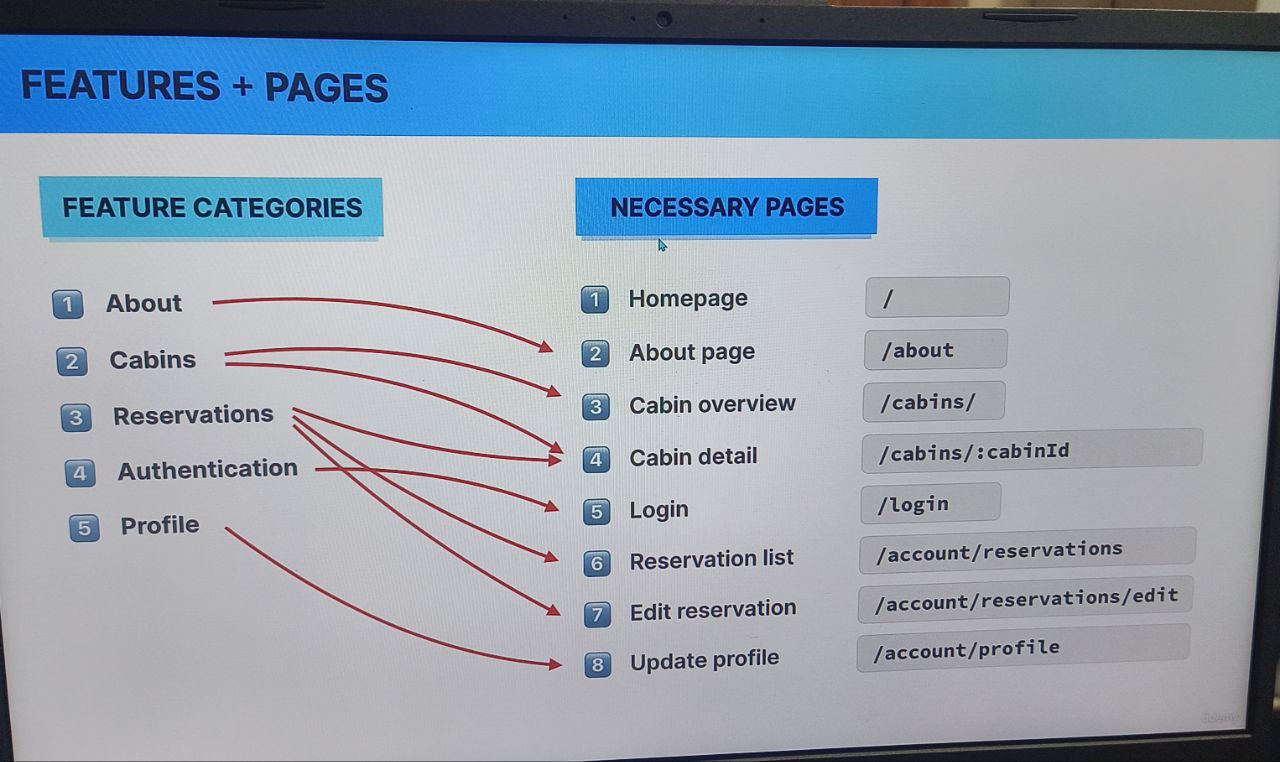 FEATURES + PAGES
FEATURE CATEGORIES
1 About
2 Cabins
3 Reservations
4 Authentication
5 Profile
NECESSARY PAGES
1 Homepage /
2 About page /about
3 Cabin overview /cabins/
4 Cabin detail /cabins/:cabinId
5 Login /login
6 Reservation list /account/reservations
7 Edit reservation /account/reservations/edit
8 Update profile /account/profile
ûdemy